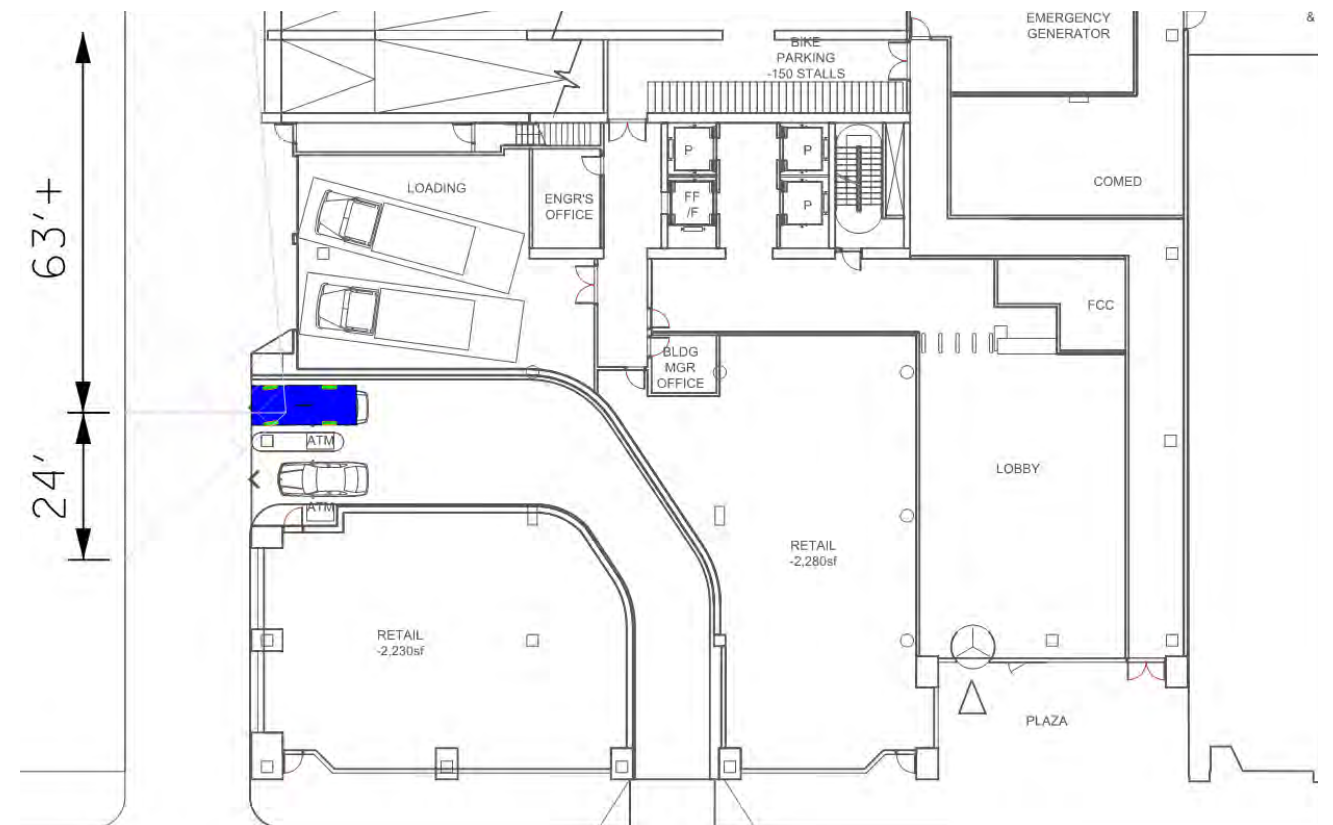 EMERGENCY
GENERATOR
&
BIKE
PARKING
-150 STALLS
63'+
LOADING
ENGR'S
OFFICE
P
P
FF
/F
P
COMED
FCC
BLDG
MGR
OFFICE
ATM
24'
ATM
LOBBY
RETAIL
-2,280sf
RETAIL
-2,230sf
PLAZA